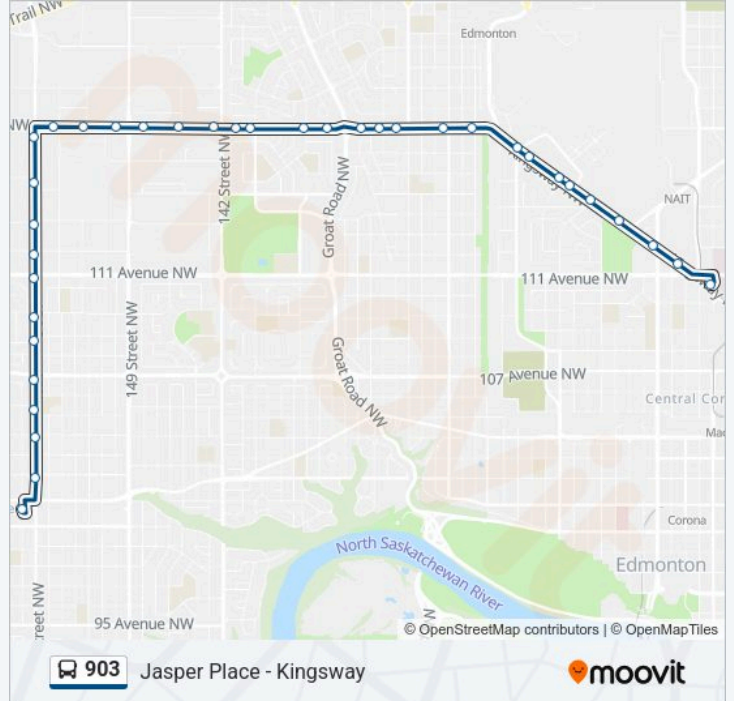 Trail NW
Edmonton
NW
142 Street NW
Groat Road NW
Kingsway NW
NAIT
111 Avenue NW
111 Avenue NW
149 Street NW
Groat Road NW
107 Avenue NW
Central Cor
Mac
Corona
North Saskatchewan River
Edmonton
reet NW
95 Avenue NW
© OpenStreetMap contributors | © OpenMapTiles
903 Jasper Place - Kingsway
moovit